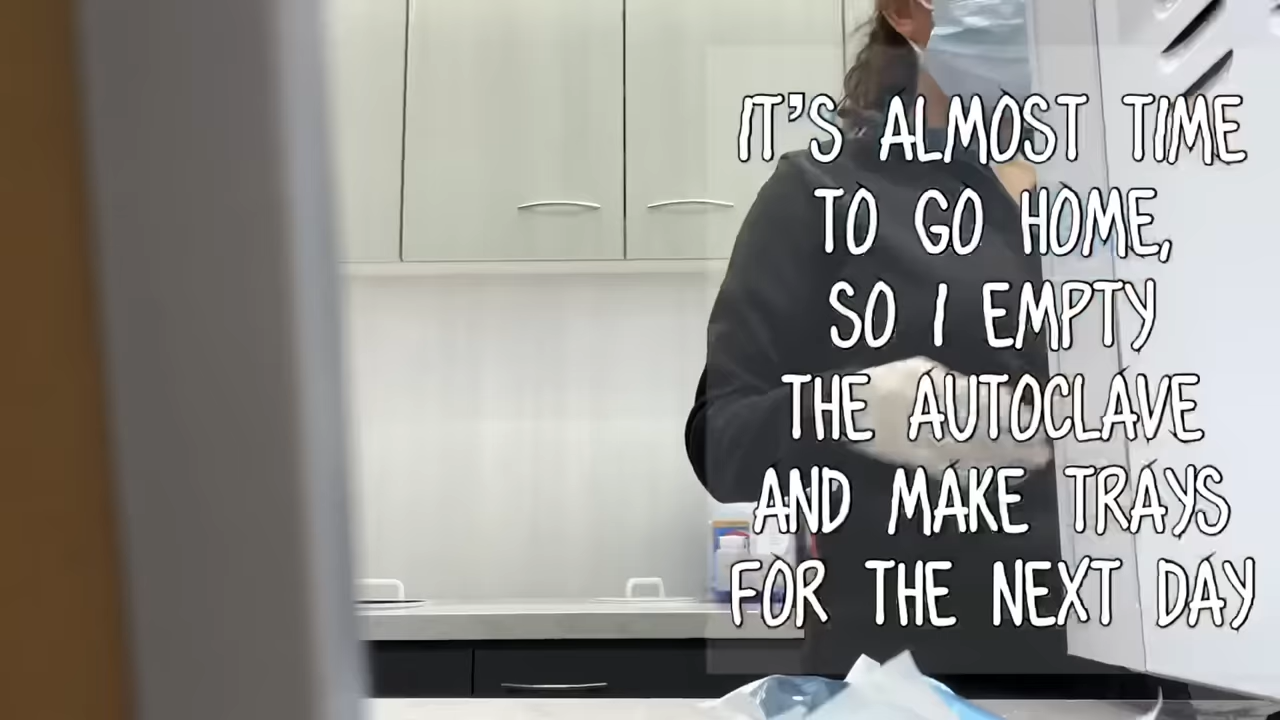 IT'S ALMOST TIME
TO GO HOME,
SO I EMPTY
THE AUTOCLAVE
AND MAKE TRAYS
FOR THE NEXT DAY